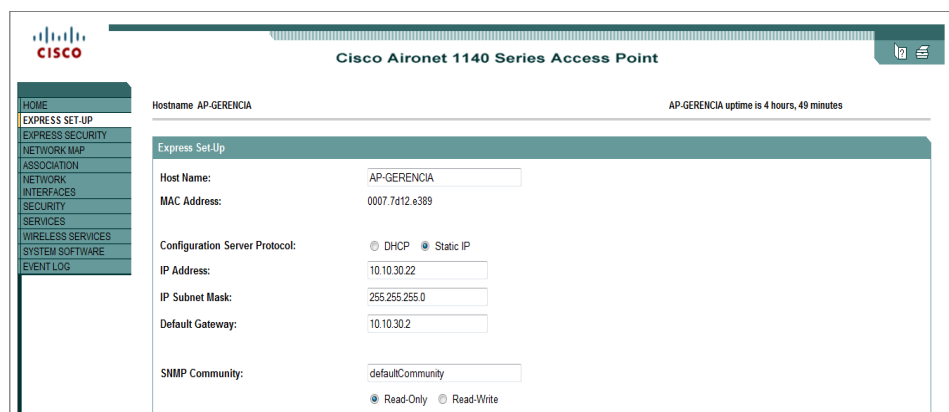 CISCO
Cisco Aironet 1140 Series Access Point
HOME
EXPRESS SET-UP
EXPRESS SECURITY
NETWORK MAP
ASSOCIATION
NETWORK
INTERFACES
SECURITY
SERVICES
WIRELESS SERVICES
SYSTEM SOFTWARE
EVENT LOG
Hostname AP-GERENCIA
AP-GERENCIA uptime is 4 hours, 49 minutes
Express Set-Up
Host Name: AP-GERENCIA
MAC Address: 0007.7d12.e389
Configuration Server Protocol: DHCP Static IP
IP Address: 10.10.30.22
IP Subnet Mask: 255.255.255.0
Default Gateway: 10.10.30.2
SNMP Community: defaultCommunity
Read-Only Read-Write